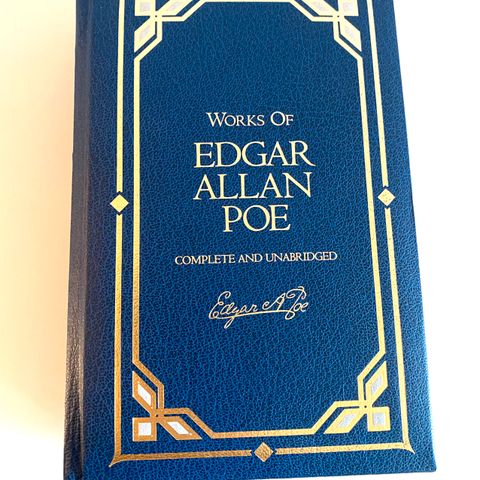 WORKS OF
EDGAR
ALLAN
POE
COMPLETE AND UNABRIDGED
Edgar A Poe